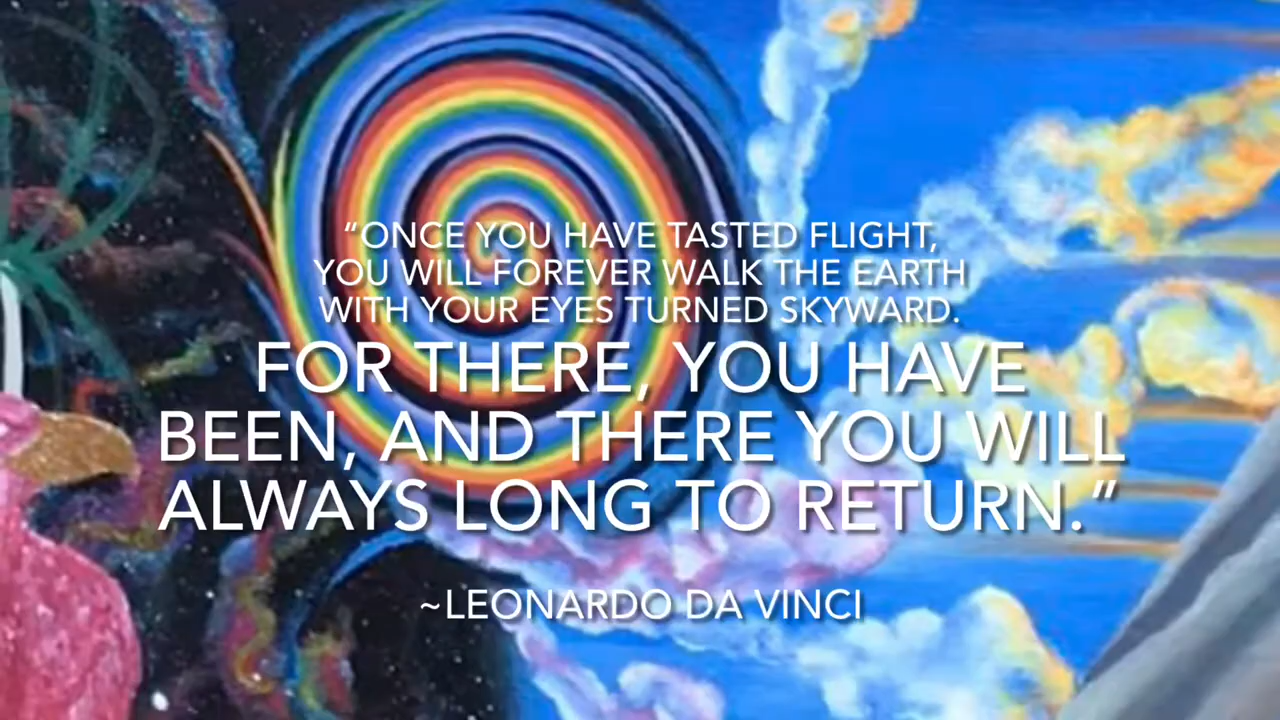 “ONCE YOU HAVE TASTED FLIGHT,
YOU WILL FOREVER WALK THE EARTH
WITH YOUR EYES TURNED SKYWARD.
FOR THERE, YOU HAVE
BEEN, AND THERE YOU WILL
ALWAYS LONG TO RETURN.”
~LEONARDO DA VINCI